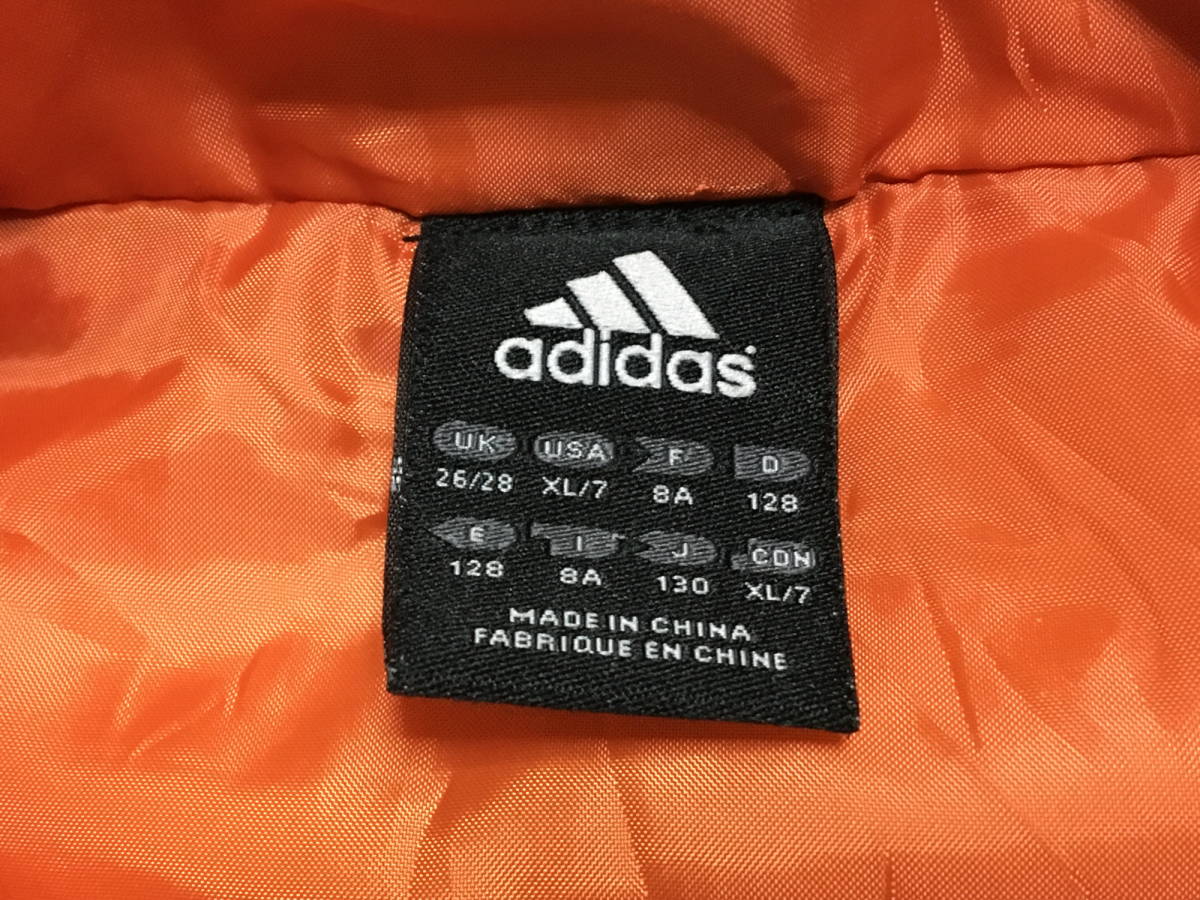 adidas
UK USA F D
26/28 XL/7 8A 128
E I J CDN
128 8A 130 XL/7
MADE IN CHINA
FABRIQUE EN CHINE